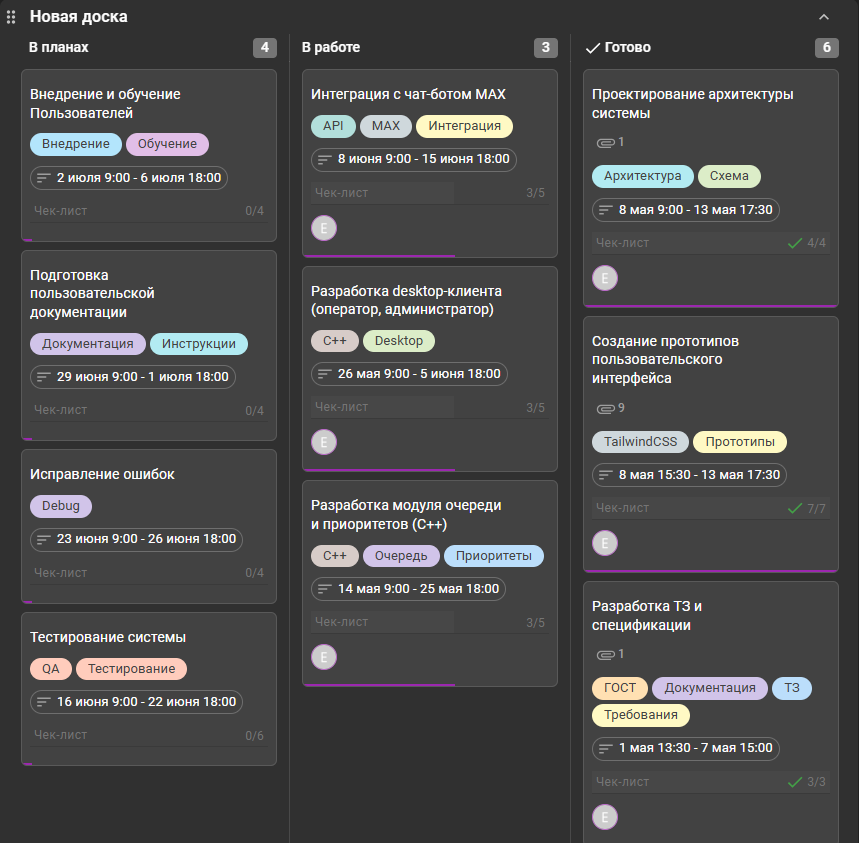 Новая доска
В планах 4
Внедрение и обучение
Пользователей
Внедрение Обучение
2 июля 9:00 - 6 июля 18:00
Чек-лист 0/4
Подготовка
пользовательской
документации
Документация Инструкции
29 июня 9:00 - 1 июля 18:00
Чек-лист 0/4
Исправление ошибок
Debug
23 июня 9:00 - 26 июня 18:00
Чек-лист 0/4
Тестирование системы
QA Тестирование
16 июня 9:00 - 22 июня 18:00
Чек-лист 0/6
В работе 3
Интеграция с чат-ботом MAX
API MAX Интеграция
8 июня 9:00 - 15 июня 18:00
Чек-лист 3/5
E
Разработка desktop-клиента
(оператор, администратор)
C++ Desktop
26 мая 9:00 - 5 июня 18:00
Чек-лист 3/5
E
Разработка модуля очереди
и приоритетов (C++)
C++ Очередь Приоритеты
14 мая 9:00 - 25 мая 18:00
Чек-лист 3/5
E
Готово 6
Проектирование архитектуры
системы
1
Архитектура Схема
8 мая 9:00 - 13 мая 17:30
Чек-лист 4/4
E
Создание прототипов
пользовательского
интерфейса
9
TailwindCSS Прототипы
8 мая 15:30 - 13 мая 17:30
Чек-лист 7/7
E
Разработка ТЗ и
спецификации
1
ГОСТ Документация ТЗ
Требования
1 мая 13:30 - 7 мая 15:00
Чек-лист 3/3
E